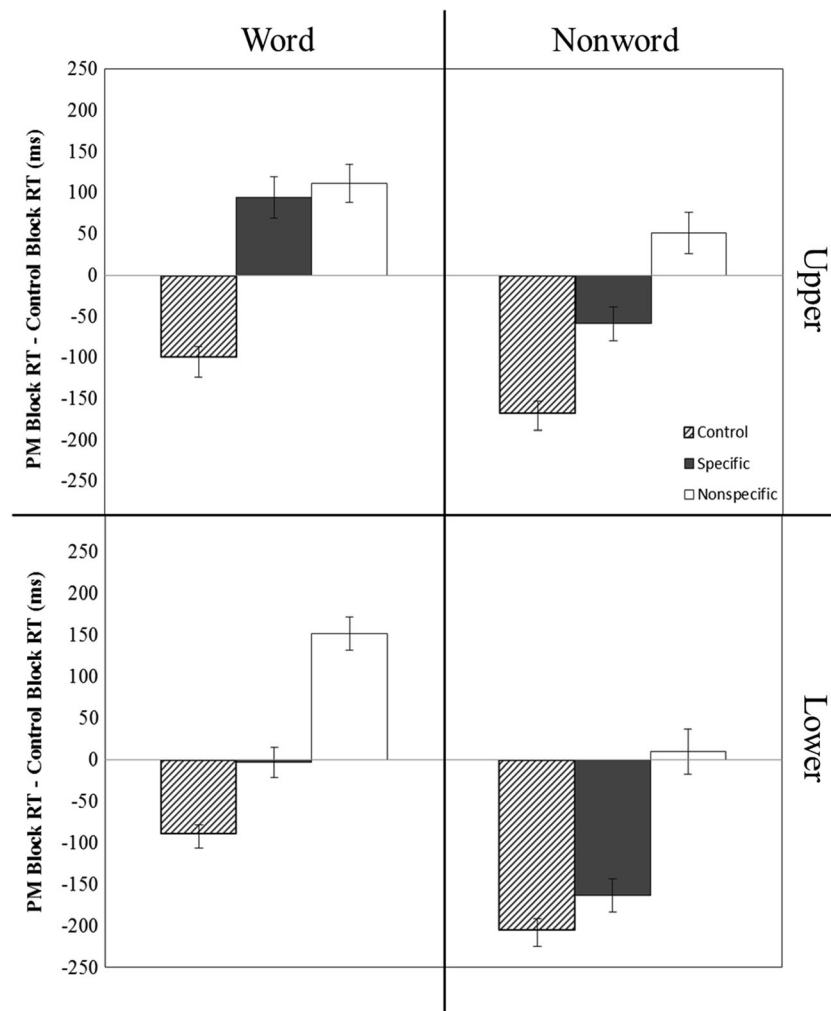 Word Nonword
PM Block RT - Control Block RT (ms)
250
200
150
100
50
0
-50
-100
-150
-200
-250
Control
Specific
Nonspecific
Upper
PM Block RT - Control Block RT (ms)
250
200
150
100
50
0
-50
-100
-150
-200
-250
Lower